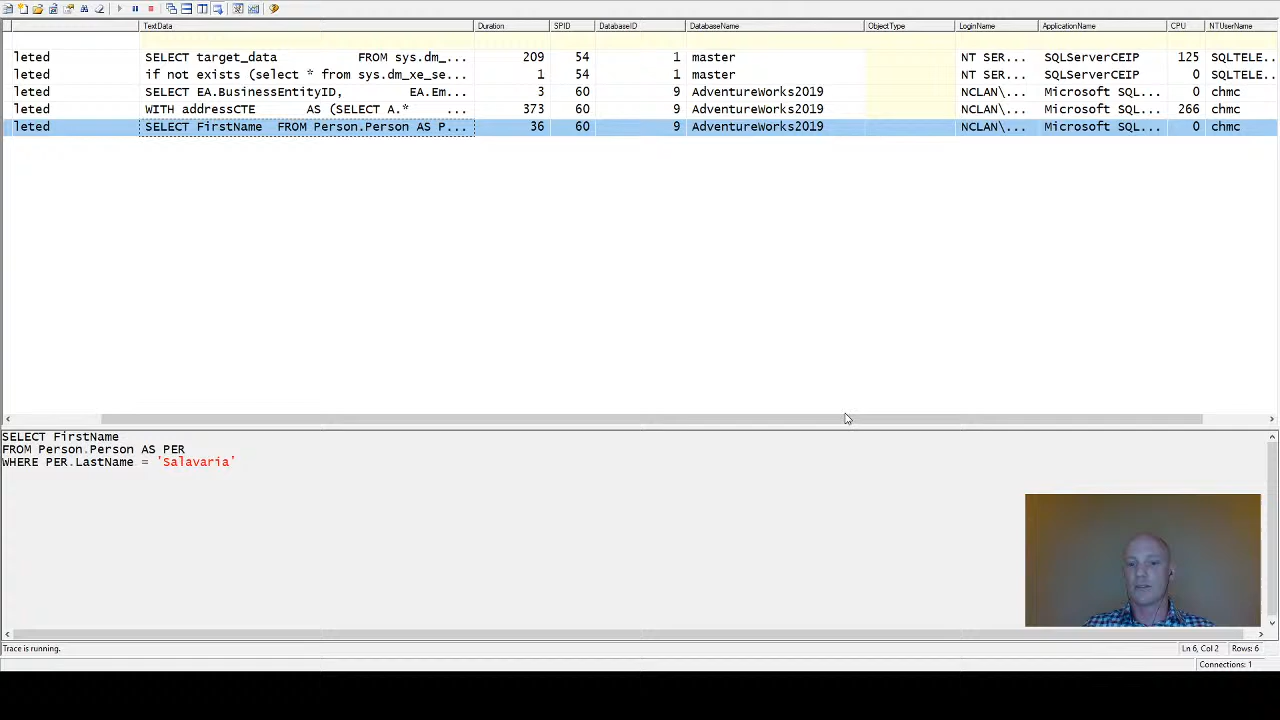 TextData Duration SPID DatabaseID DatabaseName ObjectType LoginName ApplicationName CPU NTUserName
leted SELECT target_data FROM sys.dm_... 209 54 1 master NT SER... SQLServerCEIP 125 SQLTELE...
leted if not exists (select * from sys.dm_xe_se... 1 54 1 master NT SER... SQLServerCEIP 0 SQLTELE...
leted SELECT EA.BusinessEntityID, EA.Em... 3 60 9 AdventureWorks2019 NCLAN\... Microsoft SQL... 0 chmc
leted WITH addressCTE AS (SELECT A.* ... 373 60 9 AdventureWorks2019 NCLAN\... Microsoft SQL... 266 chmc
leted SELECT FirstName FROM Person.Person AS P... 36 60 9 AdventureWorks2019 NCLAN\... Microsoft SQL... 0 chmc
SELECT FirstName
FROM Person.Person AS PER
WHERE PER.LastName = 'Salavaria'
Trace is running. Ln 6, Col 2 Rows: 6
Connections: 1